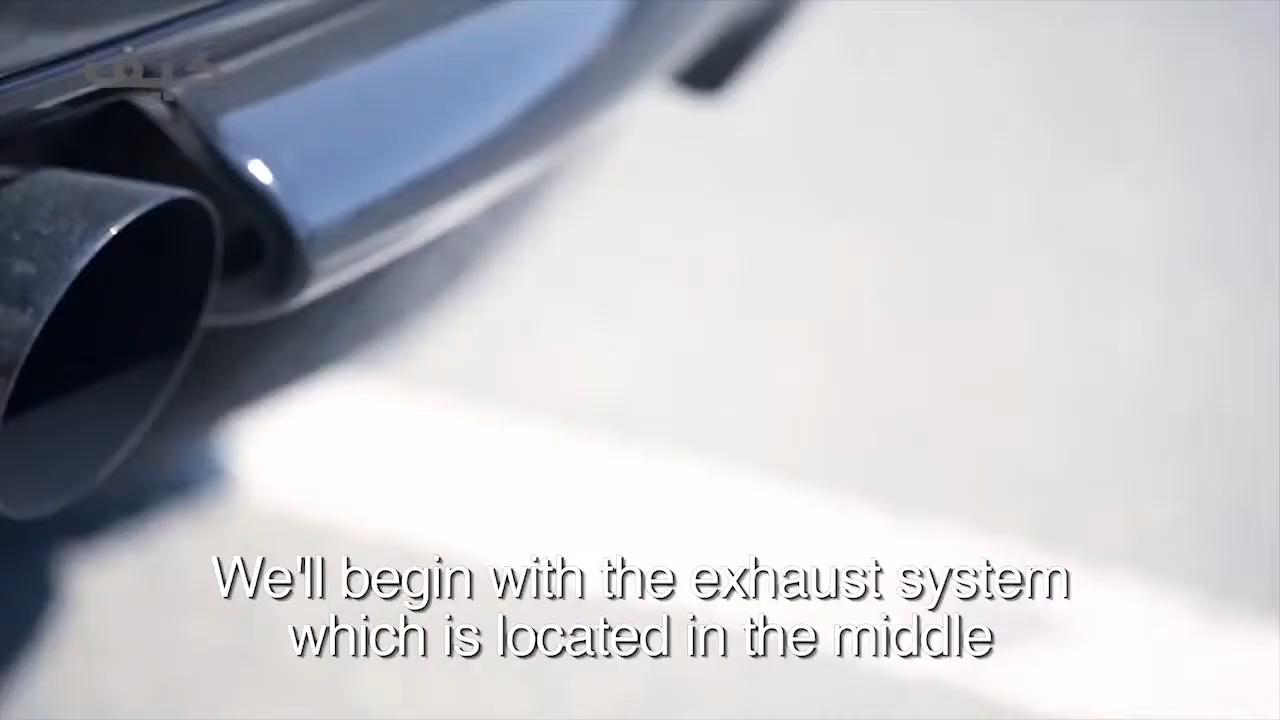 We'll begin with the exhaust system
which is located in the middle